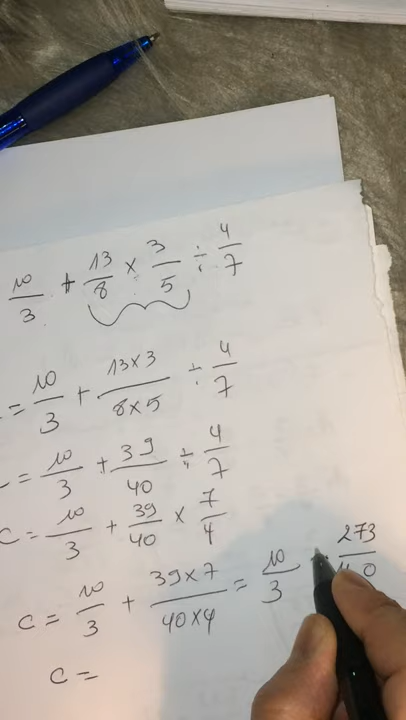 10/3 + 13/8 × 3/5 ÷ 4/7
= 10/3 + 13×3/8×5 ÷ 4/7
C = 10/3 + 39/40 ÷ 4/7
C = 10/3 + 39/40 × 7/4
C = 10/3 + 39×7/40×4 = 10/3 273/
C =